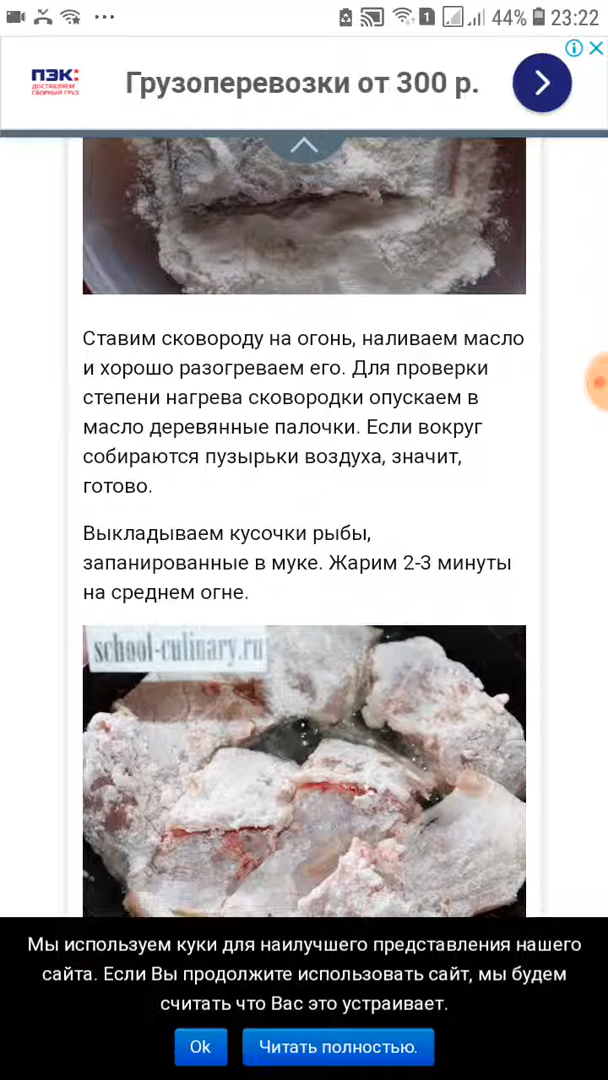 1
44%
23:22
ПЭК:
ДОСТАВЛЯЕМ
СБОРНЫЙ ГРУЗ
Грузоперевозки от 300 р.
Ставим сковороду на огонь, наливаем масло
и хорошо разогреваем его. Для проверки
степени нагрева сковородки опускаем в
масло деревянные палочки. Если вокруг
собираются пузырьки воздуха, значит,
готово.
Выкладываем кусочки рыбы,
запанированные в муке. Жарим 2-3 минуты
на среднем огне.
school-culinary.ru
Мы используем куки для наилучшего представления нашего
сайта. Если Вы продолжите использовать сайт, мы будем
считать что Вас это устраивает.
Ok
Читать полностью.